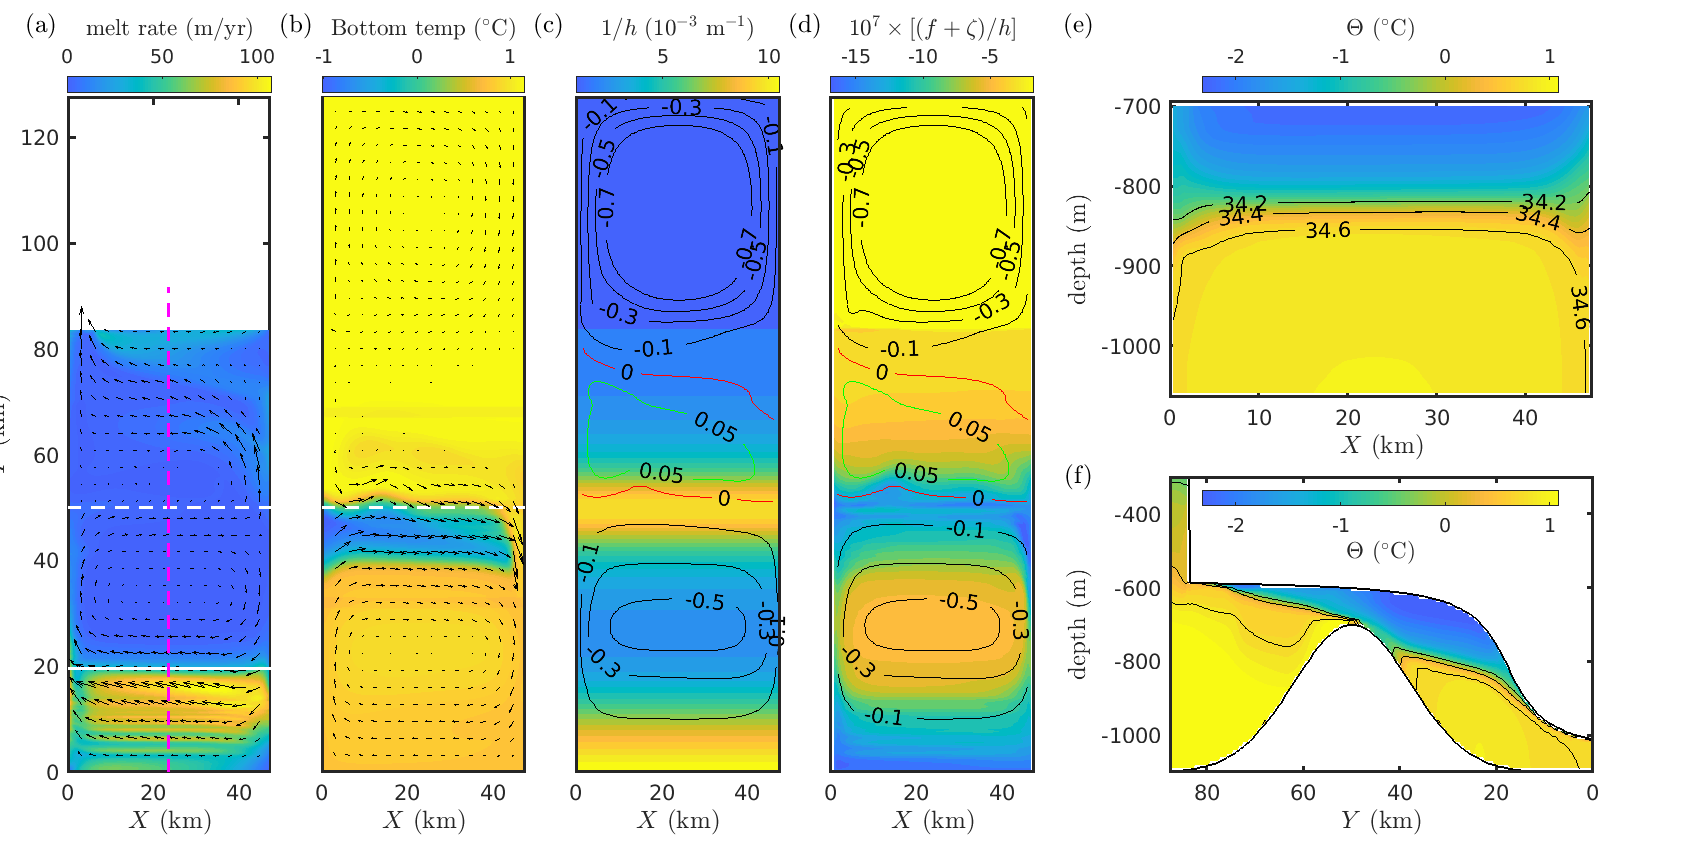 (a) melt rate (m/yr)
0 50 100
120
100
80
60
40
20
0
0 20 40
X (km)
(km)
(b) Bottom temp (°C)
-1 0 1
0 20 40
X (km)
(c) 1/h (10⁻³ m⁻¹)
5 10
-0.1 -0.3 -0.1
-0.5
-0.7
-0.7
-0.5
-0.3
-0.1
0
0.05
0.05
0
-0.1
-0.5
-0.3
-0.3
-0.1
0 20 40
X (km)
(d) 10⁷ × [(f + ζ)/h]
-15 -10 -5
-0.3
-0.5
-0.7
-0.7
-0.5
-0.3
-0.1
0
0.05
0.05
0
-0.1
-0.5
-0.3
-0.3
-0.1
0 20 40
X (km)
(e) Θ (°C)
-2 -1 0 1
-700
-800
-900
-1000
depth (m)
34.2 34.2
34.4 34.4
34.6
34.6
0 10 20 30 40
X (km)
(f)
-2 -1 0 1
Θ (°C)
-400
-600
-800
-1000
depth (m)
80 60 40 20 0
Y (km)